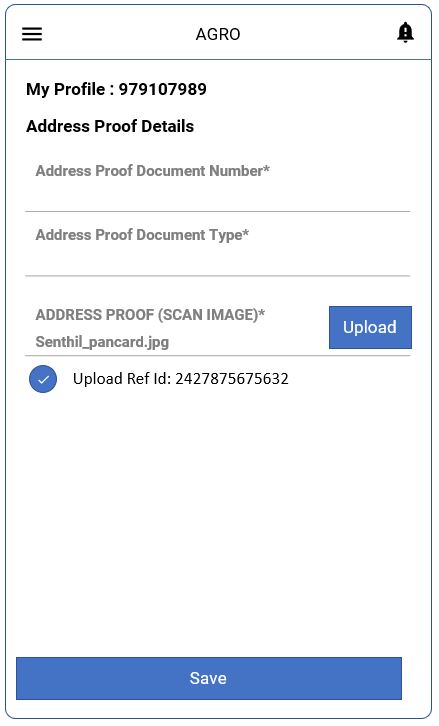 AGRO
My Profile : 979107989
Address Proof Details
Address Proof Document Number*
Address Proof Document Type*
ADDRESS PROOF (SCAN IMAGE)*
Upload
Senthil_pancard.jpg
Upload Ref Id: 2427875675632
Save